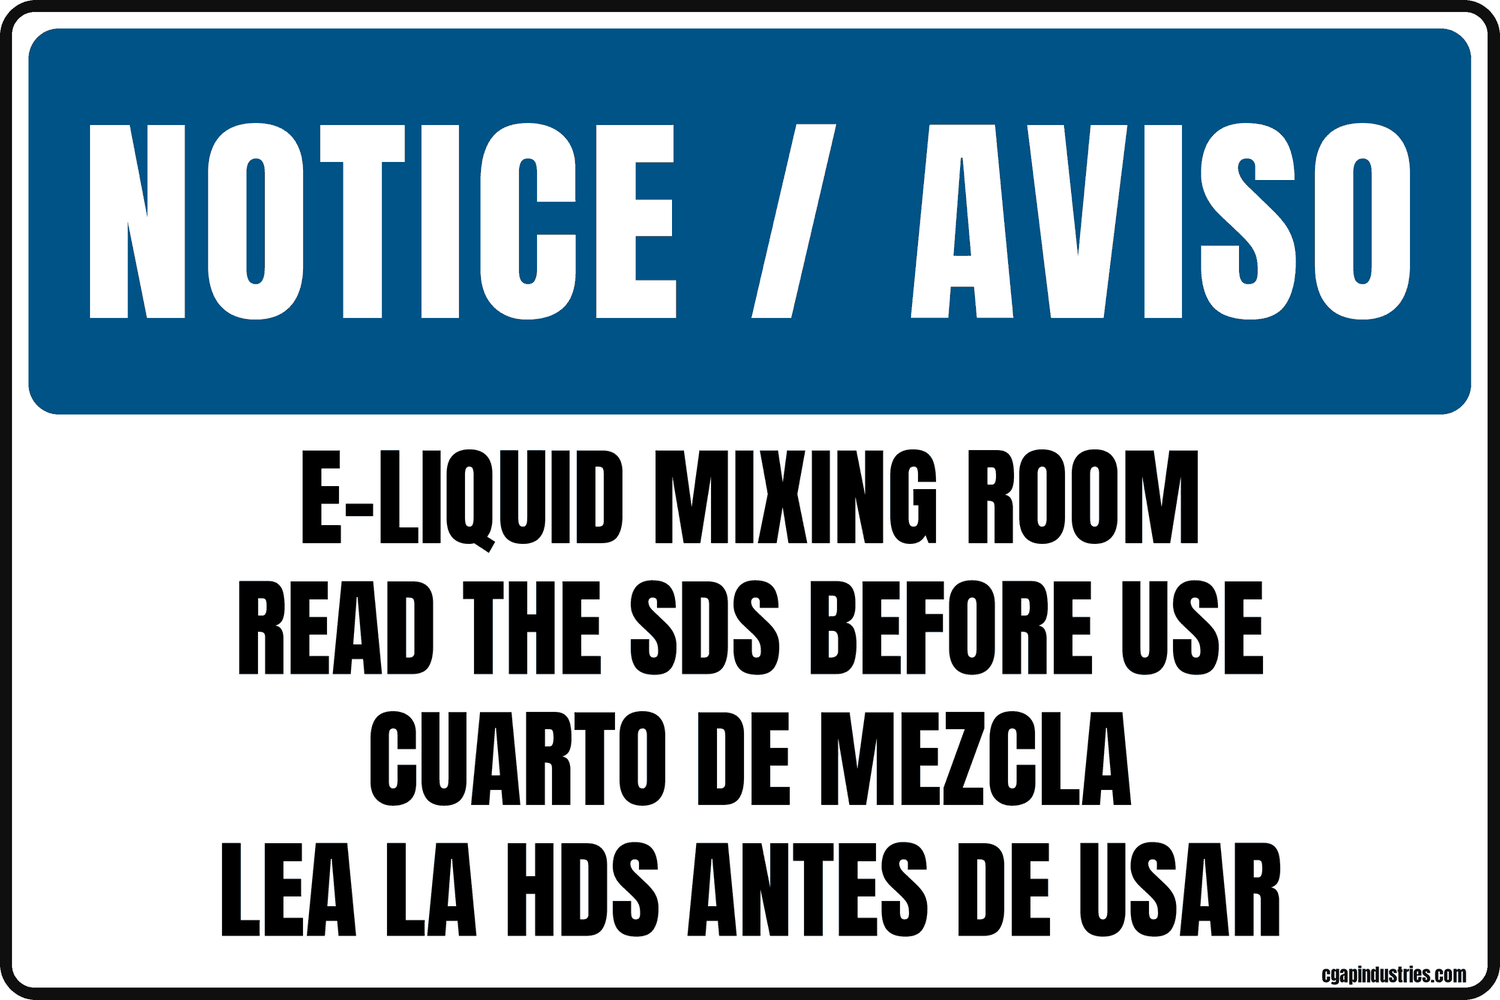 NOTICE / AVISO
E-LIQUID MIXING ROOM
READ THE SDS BEFORE USE
CUARTO DE MEZCLA
LEA LA HDS ANTES DE USAR
cgapindustries.com